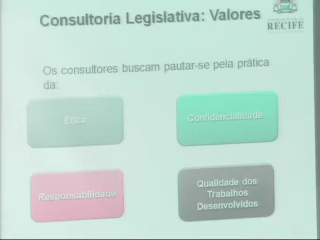 Consultoria Legislativa: Valores
RECIFE
Os consultores buscam pautar-se pela prática
da:
Ética
Confidencialidade
Responsabilidade
Qualidade dos
Trabalhos
Desenvolvidos